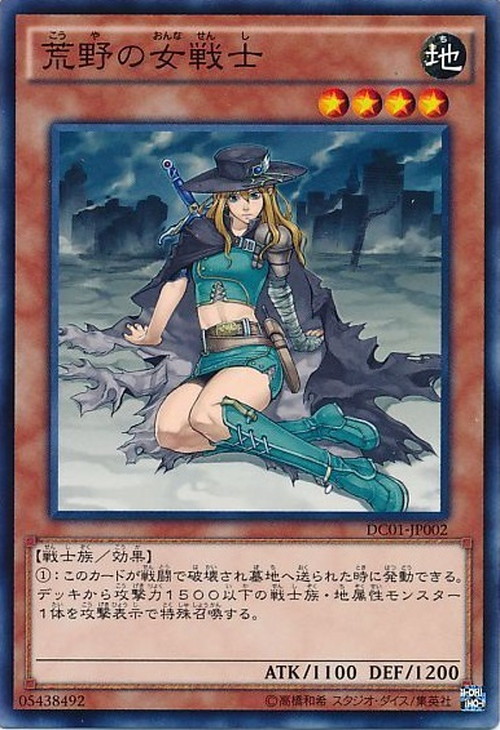 荒野の女戦士
地
DC01-JP002
【戦士族／効果】
①：このカードが戦闘で破壊され墓地へ送られた時に発動できる。
デッキから攻撃力１５００以下の戦士族・地属性モンスター
１体を攻撃表示で特殊召喚する。
ATK/1100 DEF/1200
05438492
©高橋和希 スタジオ・ダイス/集英社